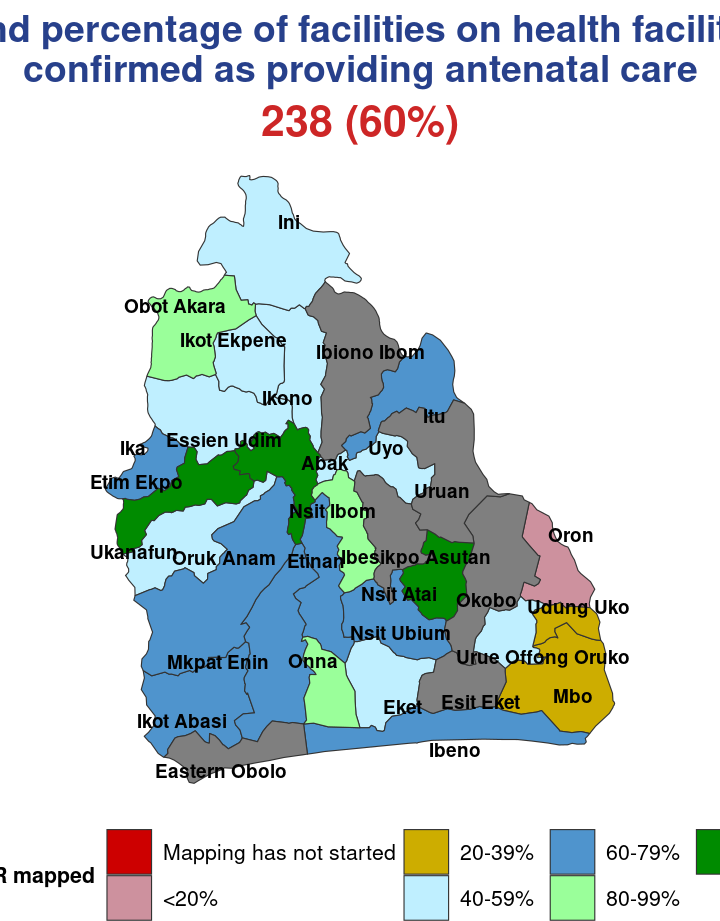 percentage of facilities on health
confirmed as providing antenatal care
238 (60%)
Ini
Obot Akara
Ikot Ekpene
Ibiono Ibom
Ikono
Itu
Ika
Essien Udim
Uyo
Abak
Etim Ekpo
Uruan
Nsit Ibom
Oron
Ukanafun
Oruk Anam
Etinan
Ibesikpo Asutan
Nsit Atai
Okobo
Udung Uko
Nsit Ubium
Urue Offong Oruko
Mkpat Enin
Onna
Mbo
Esit Eket
Eket
Ikot Abasi
Ibeno
Eastern Obolo
mapped
Mapping has not started
20-39%
60-79%
<20%
40-59%
80-99%